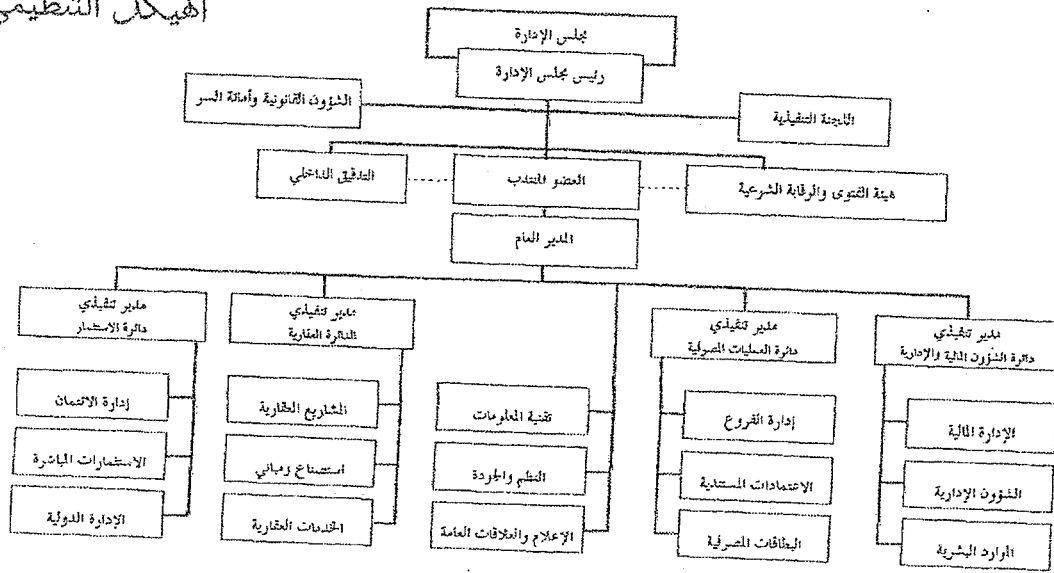 الهيكل التنظيمي
مجلس الإدارة
رئيس مجلس الإدارة
الشؤون القانونية وأمانة السر
اللجنة التنفيذية
التدقيق الداخلي
العضو المنتدب
هيئة الفتوى والرقابة الشرعية
المدير العام
مدير تنفيذي
دائرة الشؤون المالية والإدارية
الإدارة المالية
الشؤون الإدارية
الموارد البشرية
مدير تنفيذي
دائرة العمليات المصرفية
إدارة الفروع
الاعتمادات المستندية
البطاقات المصرفية
تقنية المعلومات
النظم والجودة
الإعلام والعلاقات العامة
مدير تنفيذي
الدائرة العقارية
المشاريع العقارية
استصناع ومباني
الخدمات العقارية
مدير تنفيذي
دائرة الاستثمار
إدارة الائتمان
الاستثمارات المباشرة
الإدارة الدولية